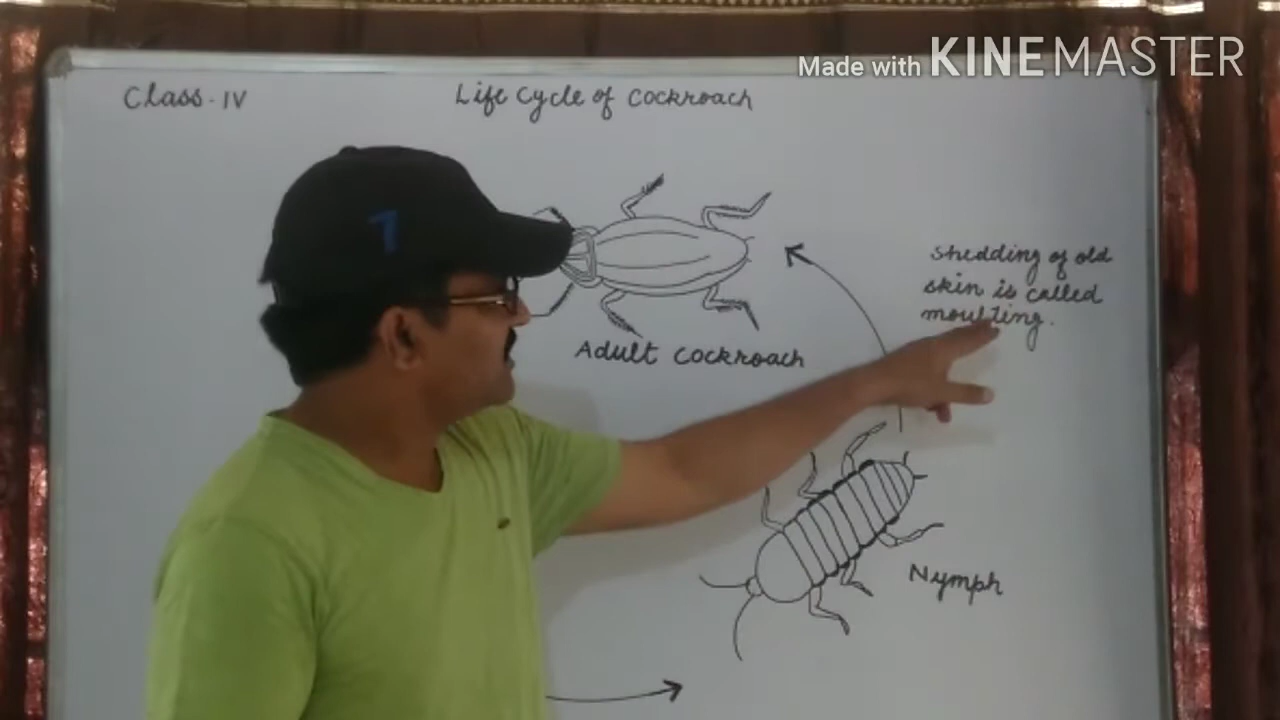 Made with KINEMASTER
Class - IV
Life Cycle of Cockroach
Shedding of old
skin is called
moulting.
Adult Cockroach
Nymph
7